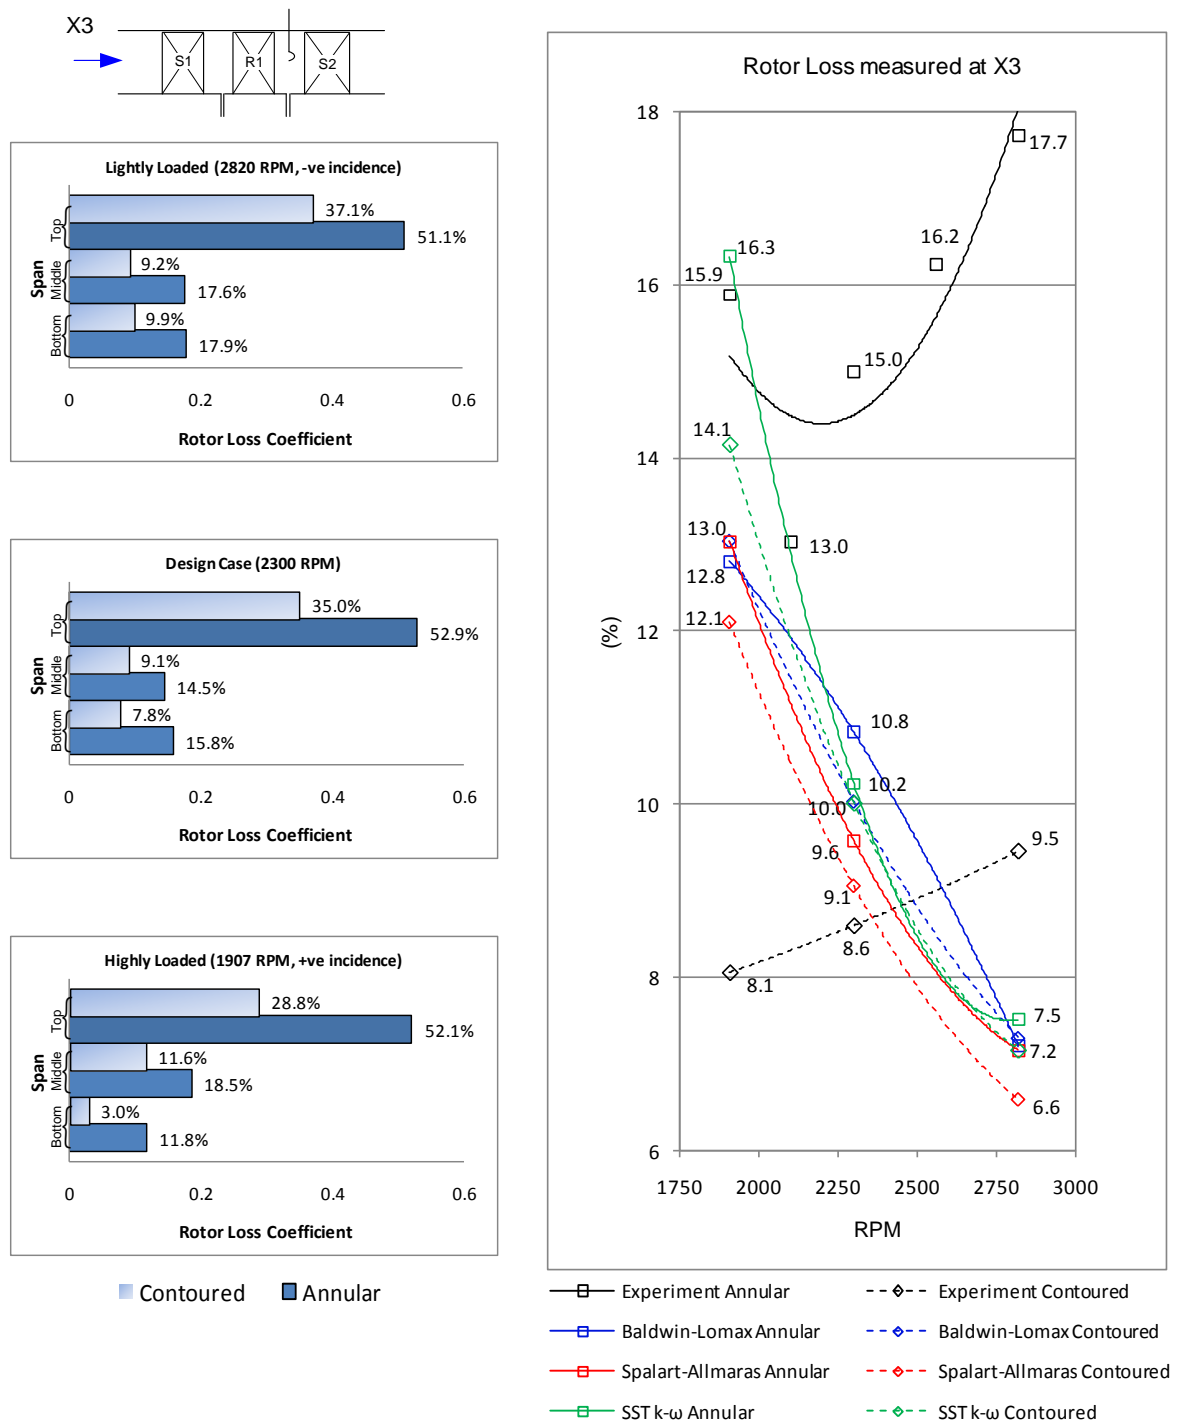 X3
S1
R1
S2
Lightly Loaded (2820 RPM, -ve incidence)
Span
Top
Middle
Bottom
37.1%
51.1%
9.2%
17.6%
9.9%
17.9%
0 0.2 0.4 0.6
Rotor Loss Coefficient
Design Case (2300 RPM)
Span
Top
Middle
Bottom
35.0%
52.9%
9.1%
14.5%
7.8%
15.8%
0 0.2 0.4 0.6
Rotor Loss Coefficient
Highly Loaded (1907 RPM, +ve incidence)
Span
Top
Middle
Bottom
28.8%
52.1%
11.6%
18.5%
3.0%
11.8%
0 0.2 0.4 0.6
Rotor Loss Coefficient
Contoured Annular
Rotor Loss measured at X3
(%)
18
16
14
12
10
8
6
17.7
16.2
16.3
15.9
15.0
14.1
13.0
13.0
12.8
12.1
10.8
10.2
10.0
9.6
9.5
9.1
8.6
8.1
7.5
7.2
6.6
1750 2000 2250 2500 2750 3000
RPM
Experiment Annular Experiment Contoured
Baldwin-Lomax Annular Baldwin-Lomax Contoured
Spalart-Allmaras Annular Spalart-Allmaras Contoured
SST k-ω Annular SST k-ω Contoured